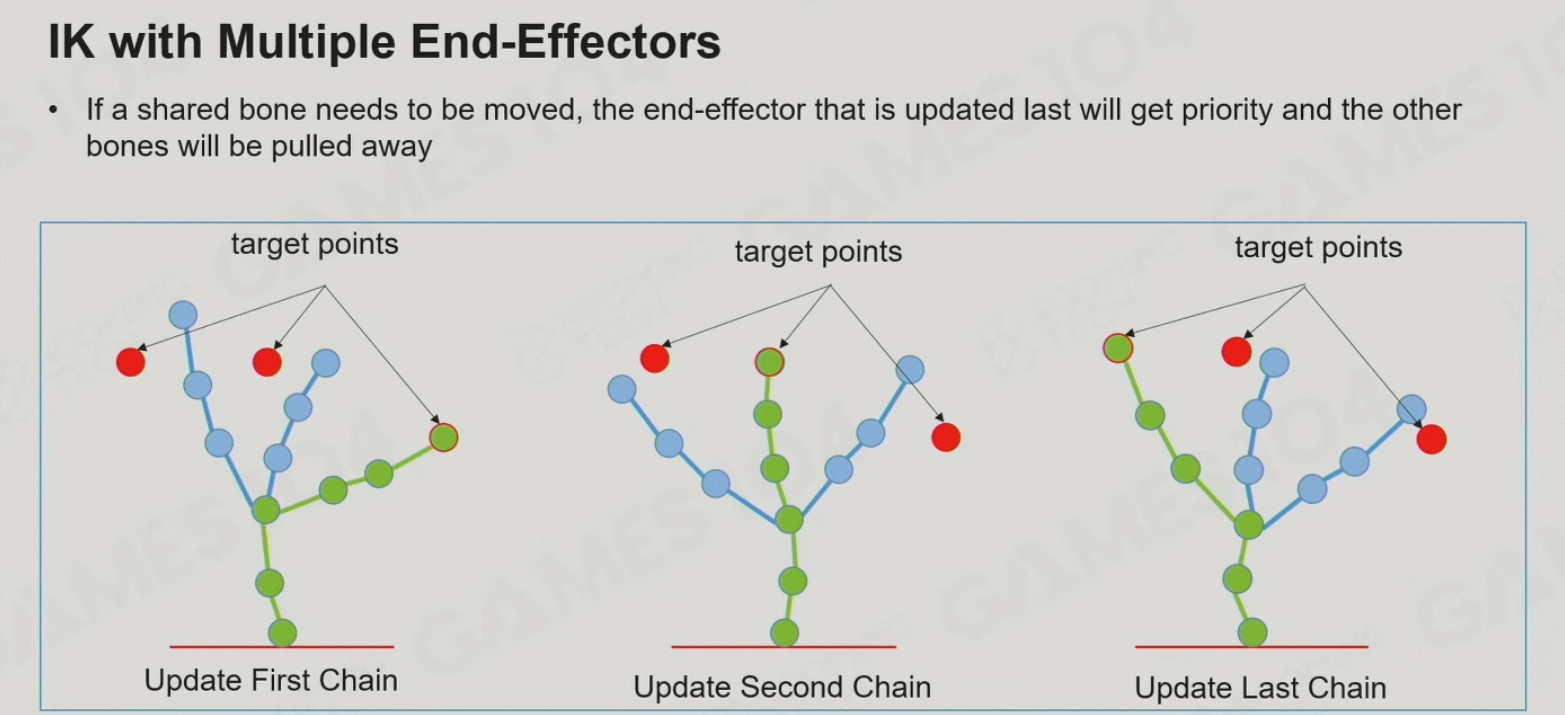 IK with Multiple End-Effectors
• If a shared bone needs to be moved, the end-effector that is updated last will get priority and the other
bones will be pulled away
target points
target points
target points
Update First Chain
Update Second Chain
Update Last Chain
GAMES104